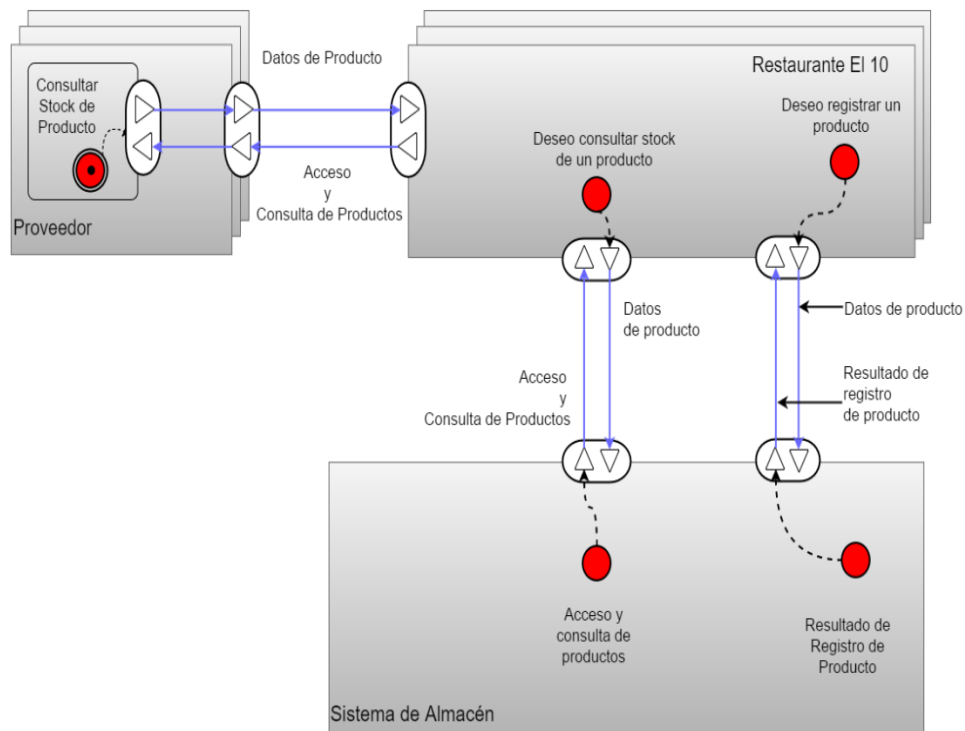 Datos de Producto
Consultar
Stock de
Producto
Proveedor
Acceso
y
Consulta de Productos
Restaurante El 10
Deseo consultar stock
de un producto
Deseo registrar un
producto
Datos
de producto
Acceso
y
Consulta de Productos
Datos de producto
Resultado de
registro
de producto
Acceso y
consulta de
productos
Resultado de
Registro de
Producto
Sistema de Almacén